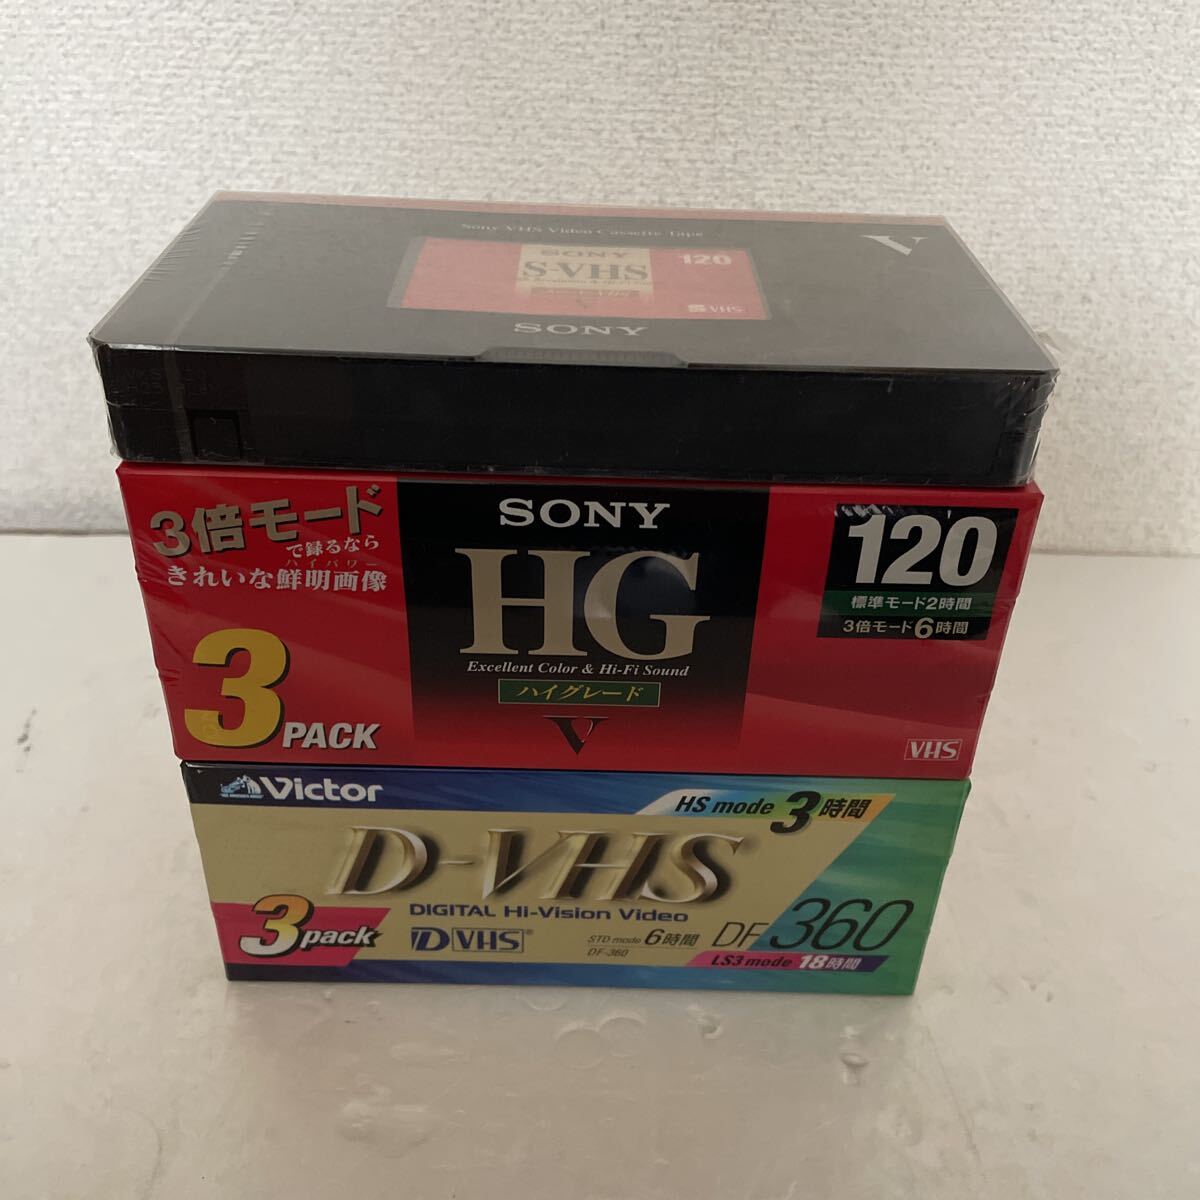 Sony VHS Video Cassette Tape
V
SONY
S-VHS
120
S VHS
SONY
3倍モード
で録るなら
ハイパワー
きれいな鮮明画像
3 PACK
SONY
HG
Excellent Color & Hi-Fi Sound
ハイグレード
V
120
標準モード2時間
3倍モード6時間
VHS
Victor
HS mode 3時間
D-VHS
DIGITAL Hi-Vision Video
3pack
D VHS®
STD mode 6時間
DF-360
DF-360
LS3 mode 18時間